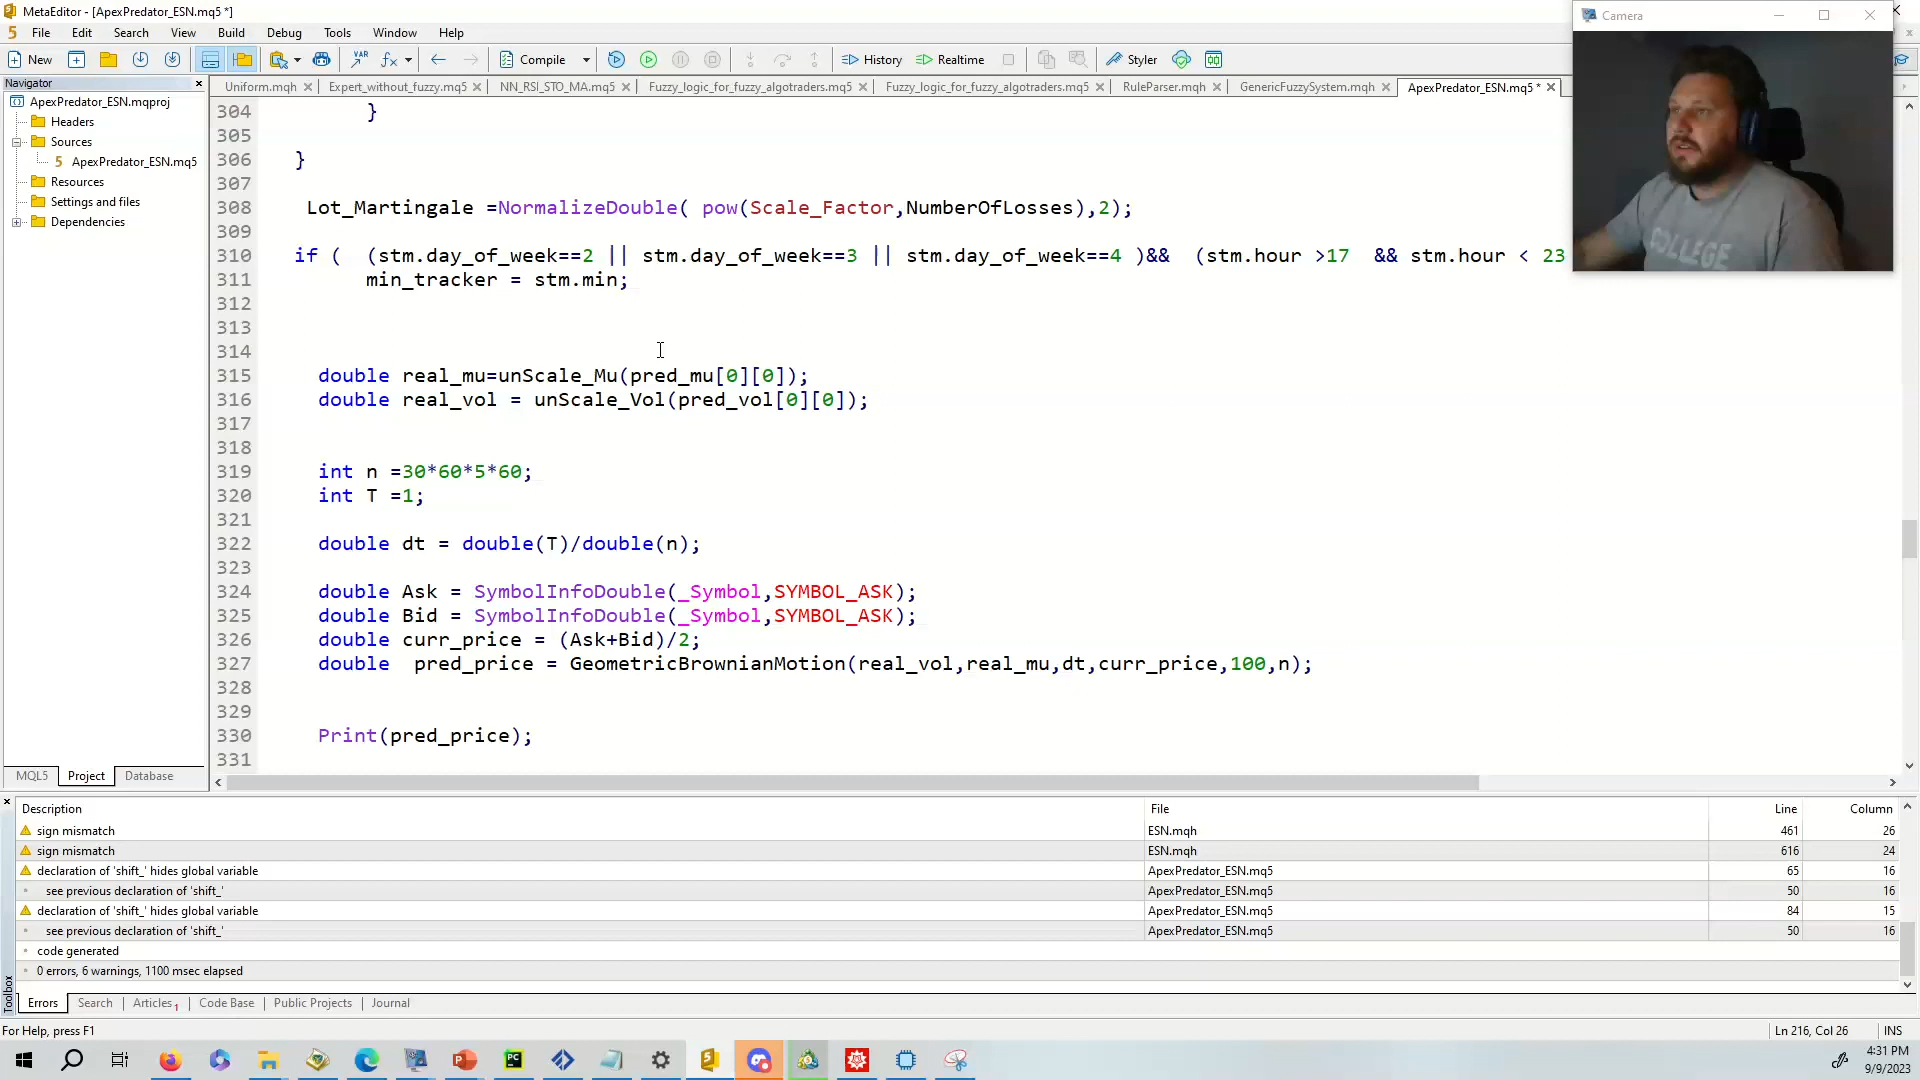 MetaEditor - [ApexPredator_ESN.mq5 *]
Camera
File Edit Search View Build Debug Tools Window Help
New Compile History Realtime Styler
Navigator
Uniform.mqh Expert_without_fuzzy.mq5 NN_RSI_STO_MA.mq5 Fuzzy_logic_for_fuzzy_algotraders.mq5 Fuzzy_logic_for_fuzzy_algotraders.mq5 RuleParser.mqh GenericFuzzySystem.mqh ApexPredator_ESN.mq5 *
ApexPredator_ESN.mqproj
Headers
Sources
ApexPredator_ESN.mq5
Resources
Settings and files
Dependencies
MQL5 Project Database
304 }
305
306 }
307
308 Lot_Martingale =NormalizeDouble( pow(Scale_Factor,NumberOfLosses),2);
309
310 if ( (stm.day_of_week==2 || stm.day_of_week==3 || stm.day_of_week==4 )&& (stm.hour >17 && stm.hour < 23
311 min_tracker = stm.min;
312
313
314
315 double real_mu=unScale_Mu(pred_mu[0][0]);
316 double real_vol = unScale_Vol(pred_vol[0][0]);
317
318
319 int n =30*60*5*60;
320 int T =1;
321
322 double dt = double(T)/double(n);
323
324 double Ask = SymbolInfoDouble(_Symbol,SYMBOL_ASK);
325 double Bid = SymbolInfoDouble(_Symbol,SYMBOL_ASK);
326 double curr_price = (Ask+Bid)/2;
327 double pred_price = GeometricBrownianMotion(real_vol,real_mu,dt,curr_price,100,n);
328
329
330 Print(pred_price);
331
COLLEGE
Description File Line Column
sign mismatch ESN.mqh 461 26
sign mismatch ESN.mqh 616 24
declaration of 'shift_' hides global variable ApexPredator_ESN.mq5 65 16
see previous declaration of 'shift_' ApexPredator_ESN.mq5 50 16
declaration of 'shift_' hides global variable ApexPredator_ESN.mq5 84 15
see previous declaration of 'shift_' ApexPredator_ESN.mq5 50 16
code generated
0 errors, 6 warnings, 1100 msec elapsed
Toolbox
Errors Search Articles 1 Code Base Public Projects Journal
For Help, press F1 Ln 216, Col 26 INS
4:31 PM
9/9/2023